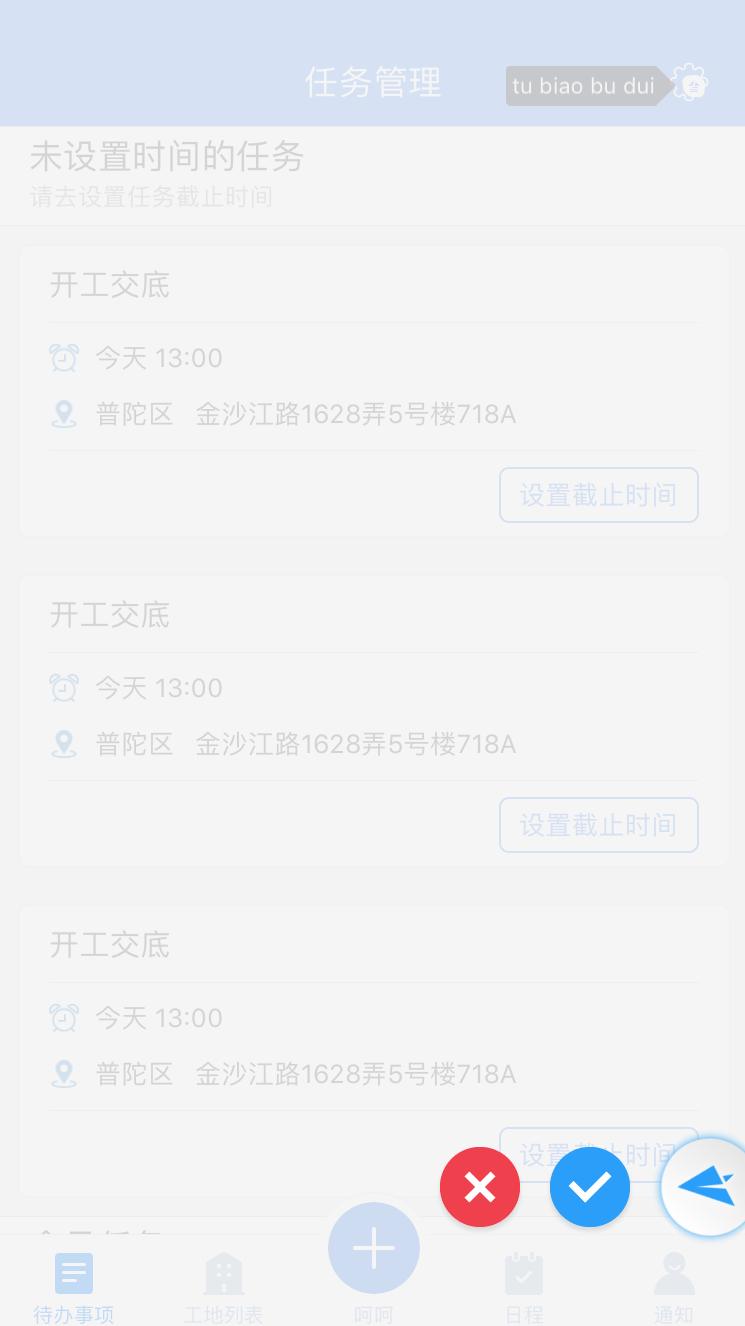 任务管理
tu biao bu dui
未设置时间的任务
请去设置任务截止时间
开工交底
今天 13:00
普陀区 金沙江路1628弄5号楼718A
设置截止时间
开工交底
今天 13:00
普陀区 金沙江路1628弄5号楼718A
设置截止时间
开工交底
今天 13:00
普陀区 金沙江路1628弄5号楼718A
设置截止时间
待办事项
工地列表
呵呵
日程
通知